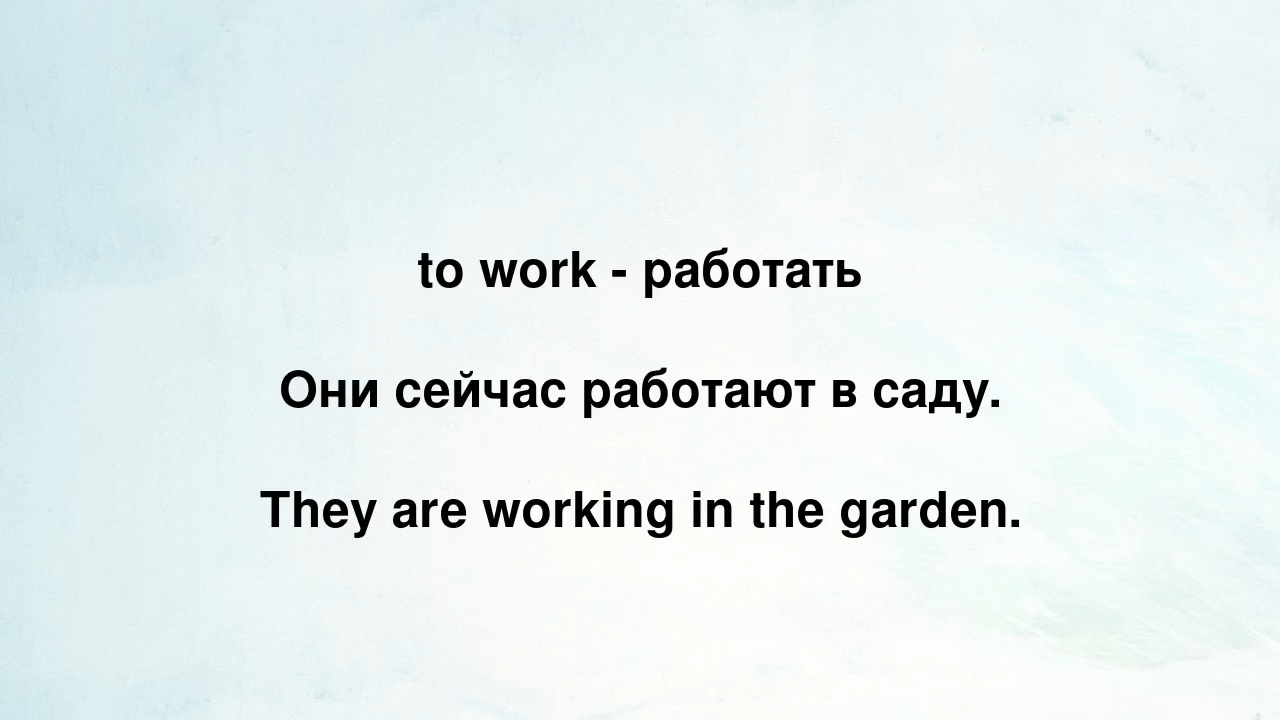 to work - работать
Они сейчас работают в саду.
They are working in the garden.